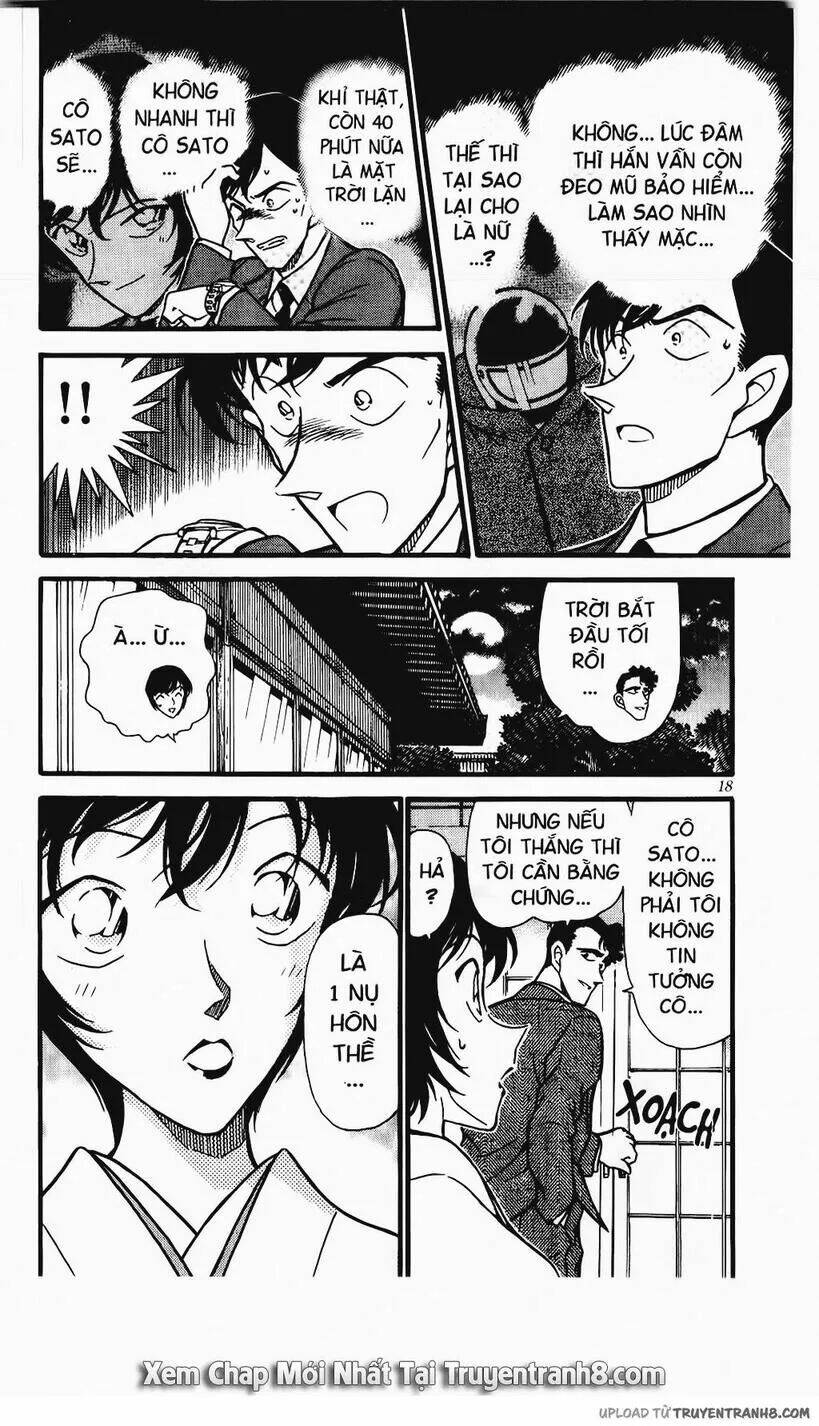 KHÔNG... LÚC ĐÂM
THÌ HẮN VẪN CÒN
ĐEO MŨ BẢO HIỂM...
LÀM SAO NHÌN
THẤY MẶC...
THẾ THÌ
TẠI SAO
LẠI CHO
LÀ NỮ
...?
KHỈ THẬT,
CÒN 40
PHÚT NỮA
LÀ MẶT
TRỜI LẶN
...
KHÔNG
NHANH THÌ
CÔ SATO
...
CÔ
SATO
SẼ...
!!
TRỜI BẮT
ĐẦU TỐI
RỒI
...
À... Ừ...
18
CÔ
SATO...
KHÔNG
PHẢI TÔI
KHÔNG
TIN
TƯỞNG
CÔ...
NHƯNG NẾU
TÔI THẮNG THÌ
TÔI CẦN BẰNG
CHỨNG...
HẢ
?
XOẠCH
LÀ
1 NỤ
HÔN
THỀ
...
Xem Chap Mới Nhất Tại Truyentranh8.com
UPLOAD TỪ TRUYENTRANH8.COM